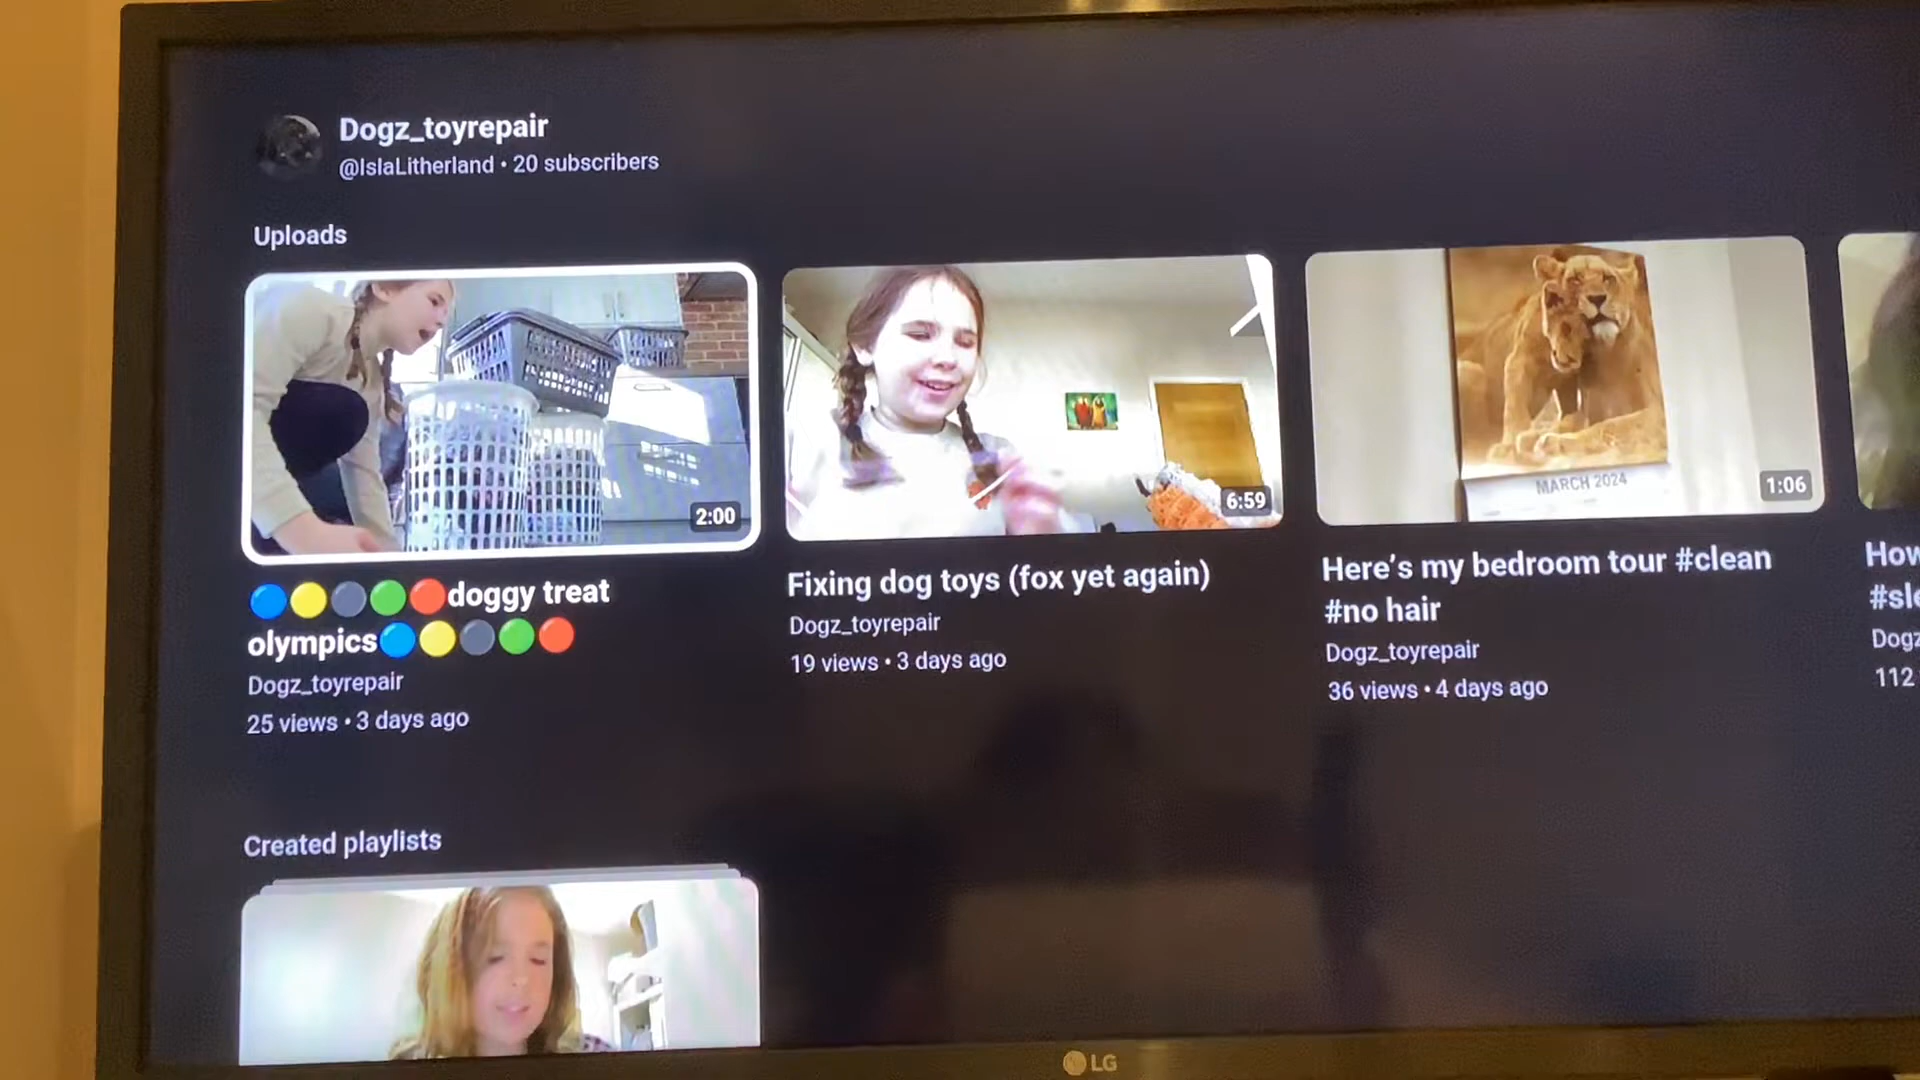 Dogz_toyrepair
@IslaLitherland • 20 subscribers
Uploads
2:00
🔵🟡⚫🟢🔴doggy treat
olympics🔵🟡⚫🟢🔴
Dogz_toyrepair
25 views • 3 days ago
6:59
Fixing dog toys (fox yet again)
Dogz_toyrepair
19 views • 3 days ago
MARCH 2024
1:06
Here’s my bedroom tour #clean
#no hair
Dogz_toyrepair
36 views • 4 days ago
112
Created playlists
LG